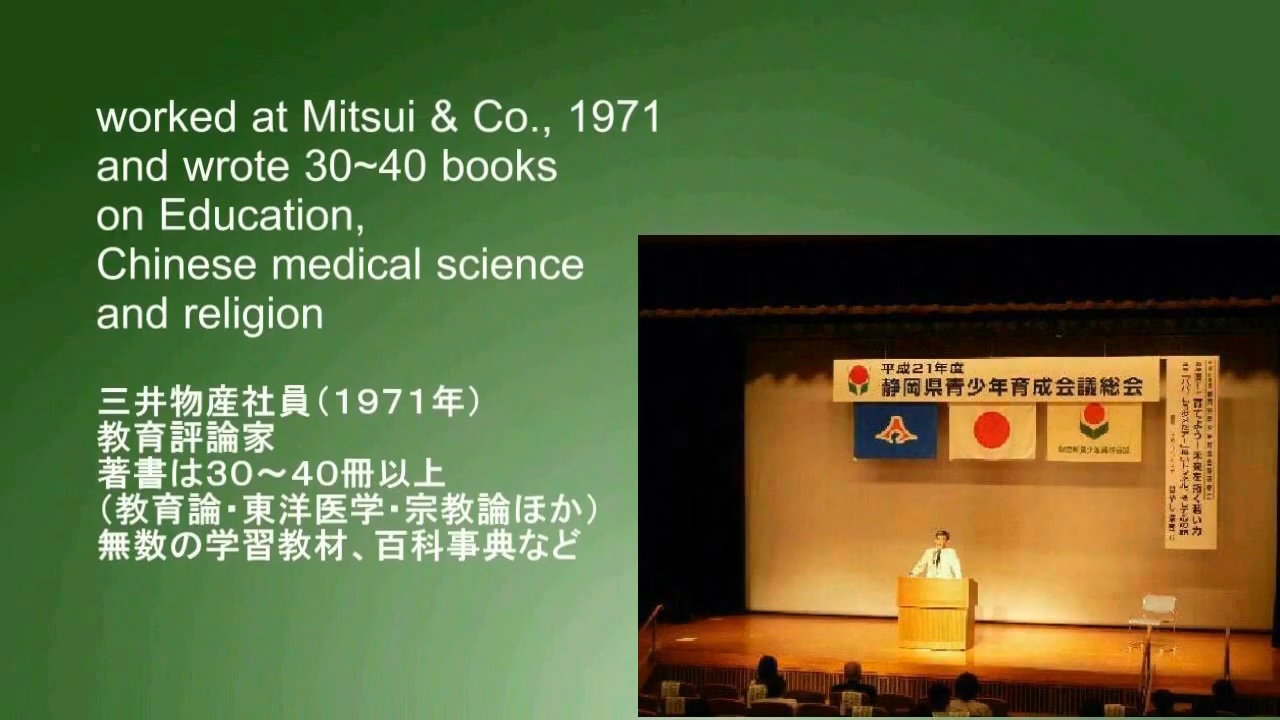 worked at Mitsui & Co., 1971
and wrote 30~40 books
on Education,
Chinese medical science
and religion
三井物産社員（１９７１年）
教育評論家
著書は３０～４０冊以上
（教育論・東洋医学・宗教論ほか）
無数の学習教材、百科事典など
平成21年度
静岡県青少年育成会議総会